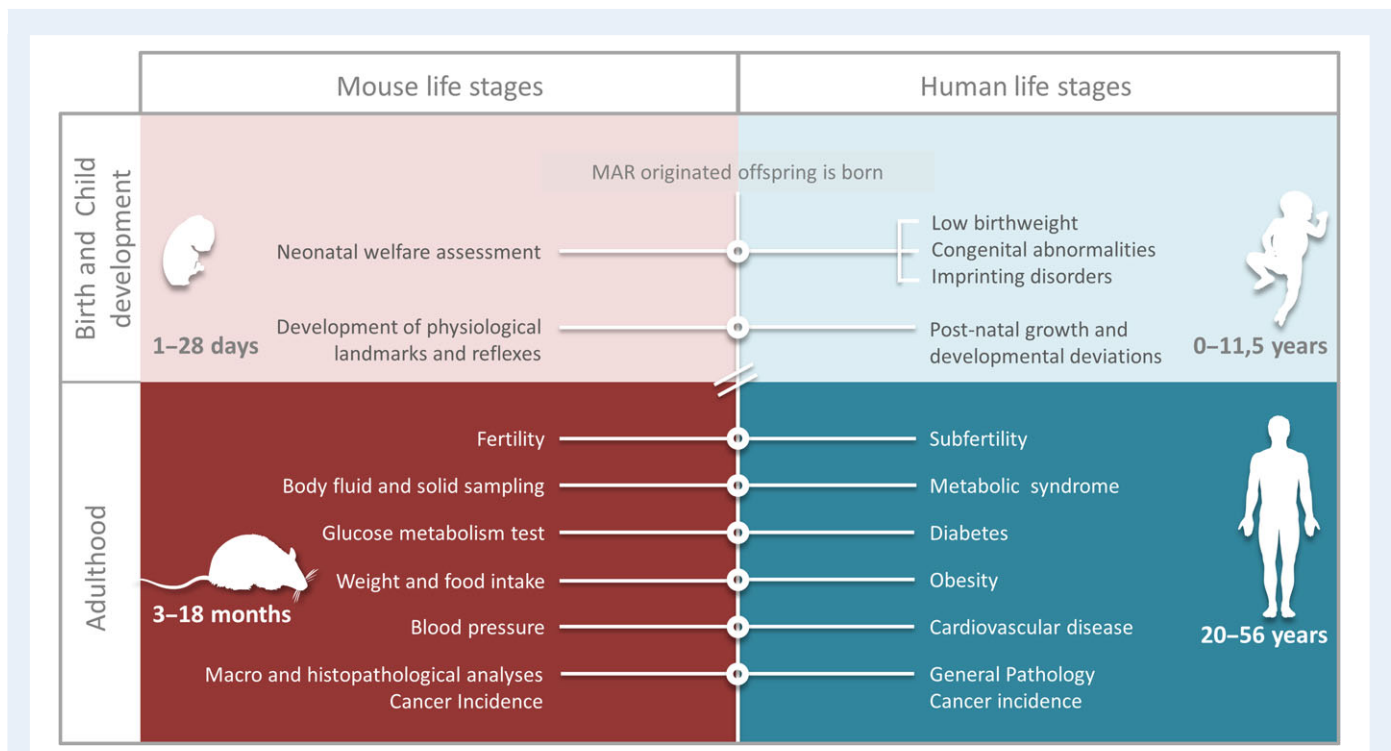 Mouse life stages
Human life stages
Birth and Child
development
MAR originated offspring is born
Neonatal welfare assessment
Low birthweight
Congenital abnormalities
Imprinting disorders
Development of physiological
landmarks and reflexes
Post-natal growth and
developmental deviations
1–28 days
0–11,5 years
Adulthood
Fertility
Subfertility
Body fluid and solid sampling
Metabolic syndrome
Glucose metabolism test
Diabetes
Weight and food intake
Obesity
Blood pressure
Cardiovascular disease
Macro and histopathological analyses
Cancer Incidence
General Pathology
Cancer incidence
3–18 months
20–56 years